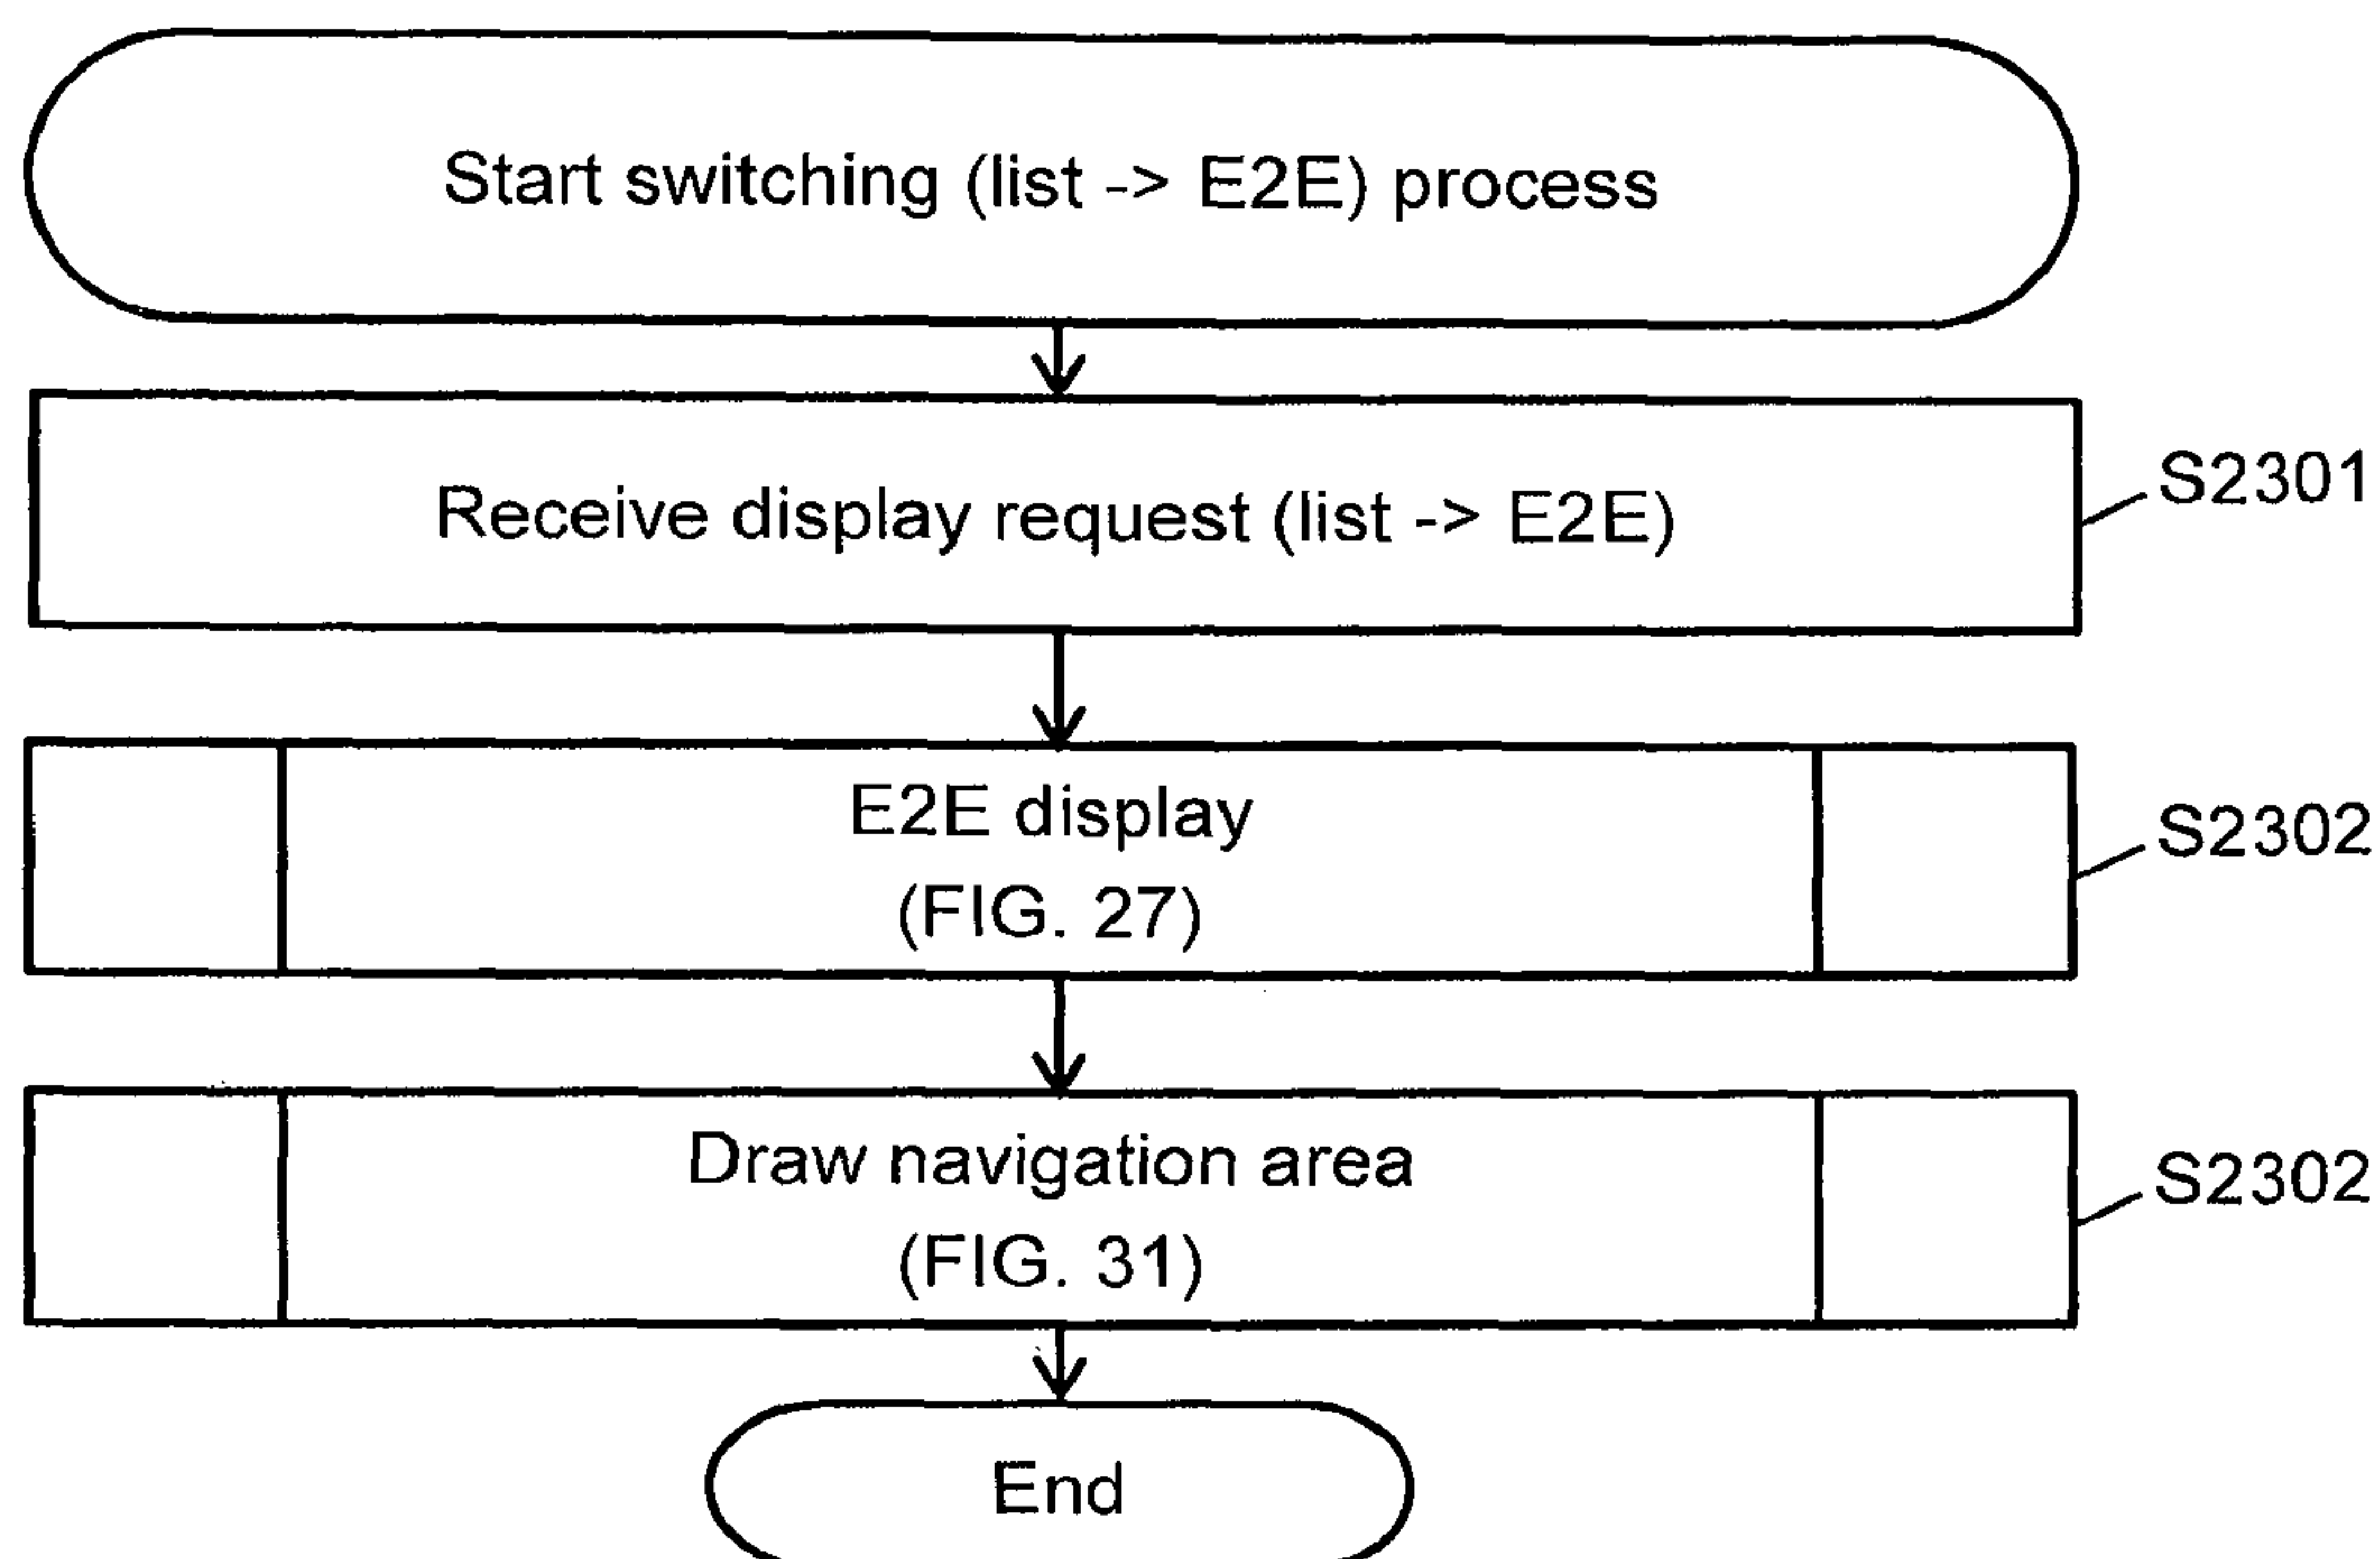 Start switching (list -> E2E) process
Receive display request (list -> E2E)
S2301
E2E display
(FIG. 27)
S2302
Draw navigation area
(FIG. 31)
S2302
End